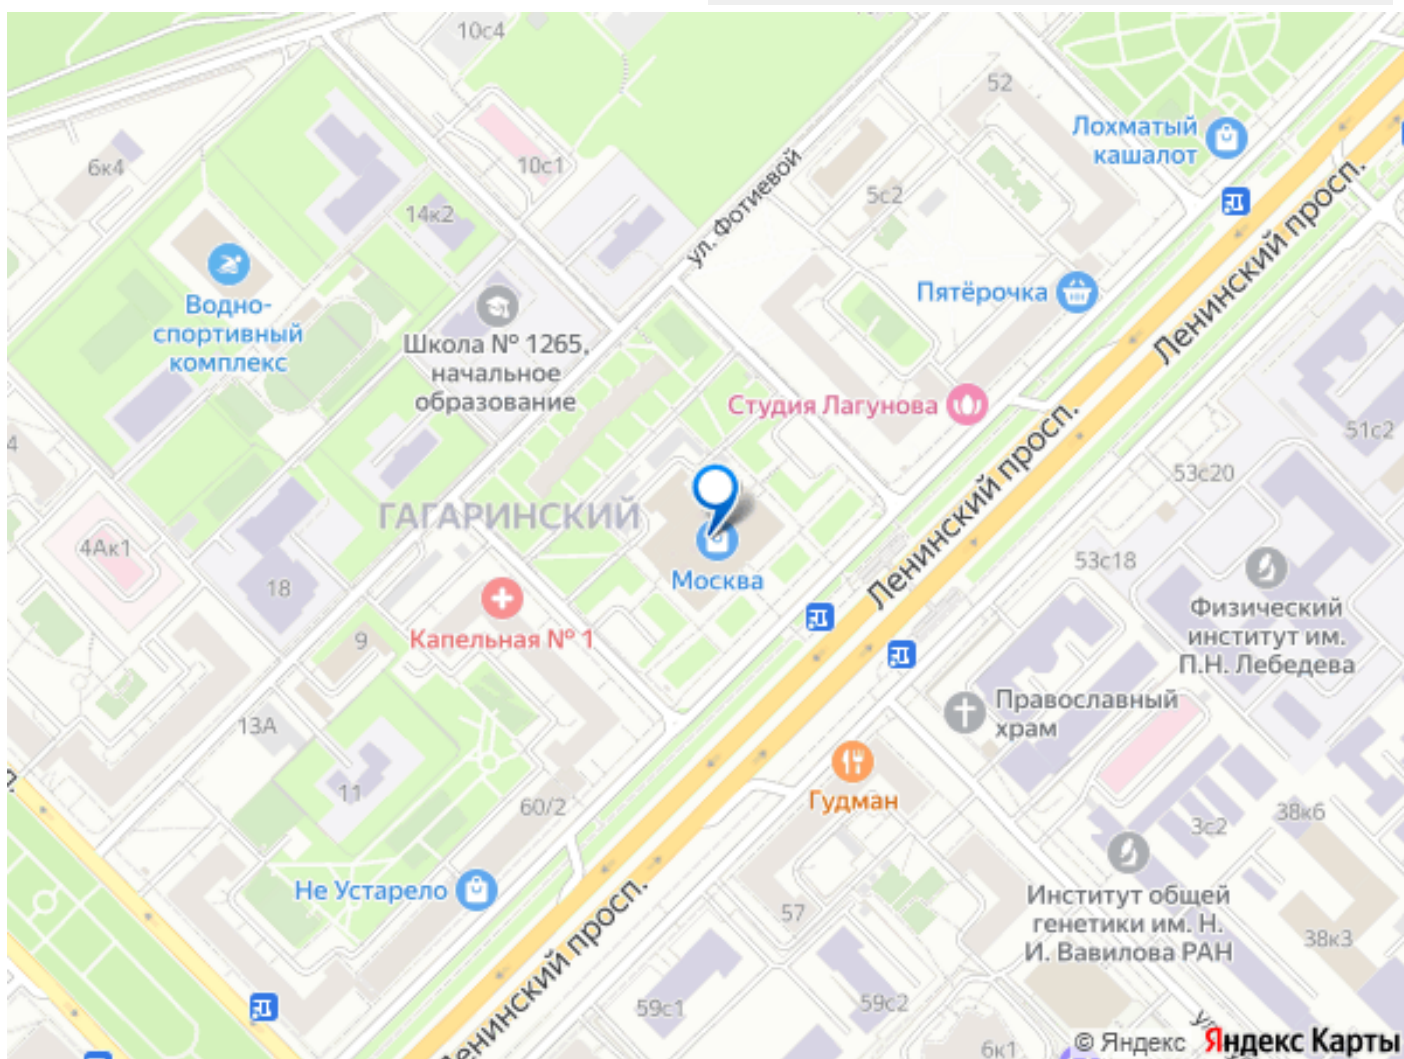 10с4
52
Лохматый
кашалот
6к4
10с1
14к2
5с2
ул. Фотиевой
Ленинский просп.
Водно-
спортивный
комплекс
Пятёрочка
Школа № 1265,
начальное
образование
Студия Лагунова
Ленинский просп.
51с2
4
53с20
ГАГАРИНСКИЙ
4Ак1
18
Москва
53с18
Физический
институт им.
П.Н. Лебедева
Капельная № 1
9
Православный
храм
13А
11
60/2
Гудман
3с2
38к6
Не Устарело
57
Институт общей
генетики им. Н.
И. Вавилова РАН
38к3
Ленинский просп.
59с1
59с2
6к1
© Яндекс Яндекс Карты